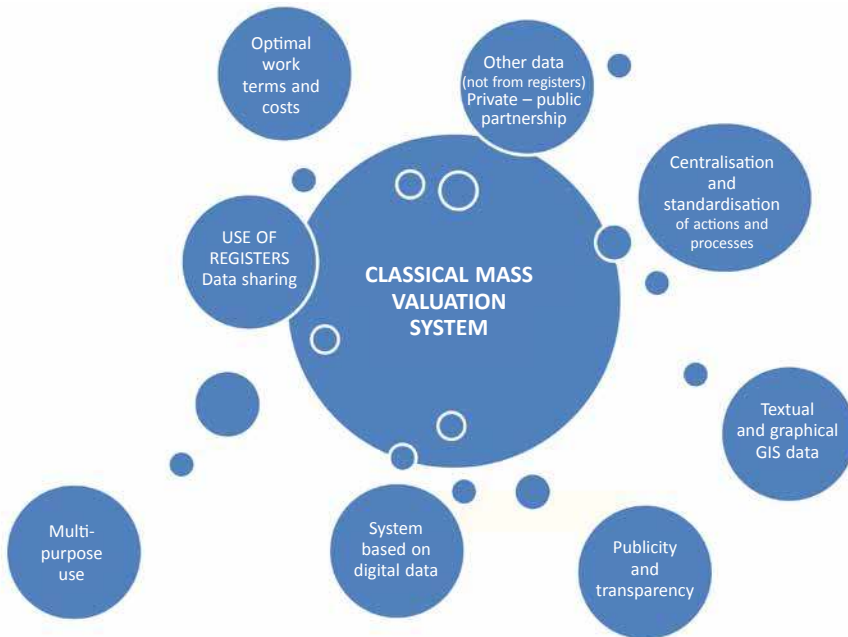 Optimal
work
terms and
costs
Other data
(not from registers)
Private – public
partnership
Centralisation
and
standardisation
of actions and
processes
USE OF
REGISTERS
Data sharing
CLASSICAL MASS
VALUATION
SYSTEM
Textual
and graphical
GIS data
Multi-
purpose
use
System
based on
digital data
Publicity
and
transparency